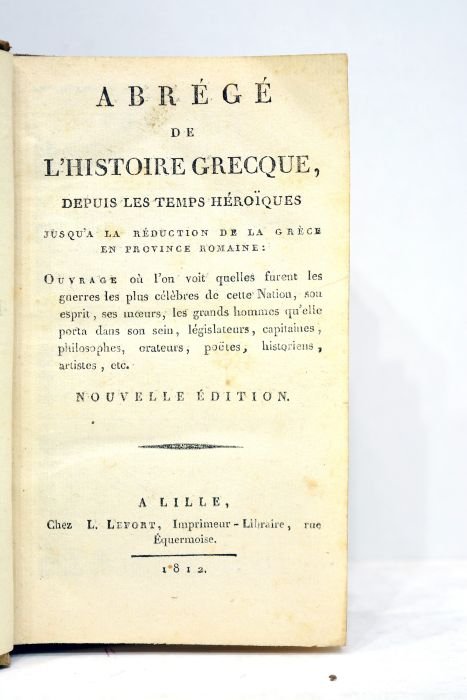 ABRÉGÉ
DE
L'HISTOIRE GRECQUE,
DEPUIS LES TEMPS HÉROÏQUES
JUSQU'A LA RÉDUCTION DE LA GRÈCE
EN PROVINCE ROMAINE:
OUVRAGE où l'on voit quelles furent les
guerres les plus célèbres de cette Nation, son
esprit, ses mœurs, les grands hommes qu'elle
porta dans son sein, législateurs, capitaines,
philosophes, orateurs, poëtes, historiens,
artistes, etc.
NOUVELLE ÉDITION.
A LILLE,
Chez L. LEFORT, Imprimeur-Libraire, rue
Équermoise.
1812.